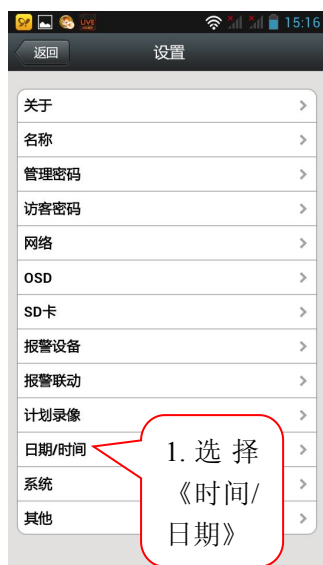 15:16
返回
设置
关于
名称
管理密码
访客密码
网络
OSD
SD卡
报警设备
报警联动
计划录像
日期/时间
系统
其他
1. 选 择
《时间/
日期》